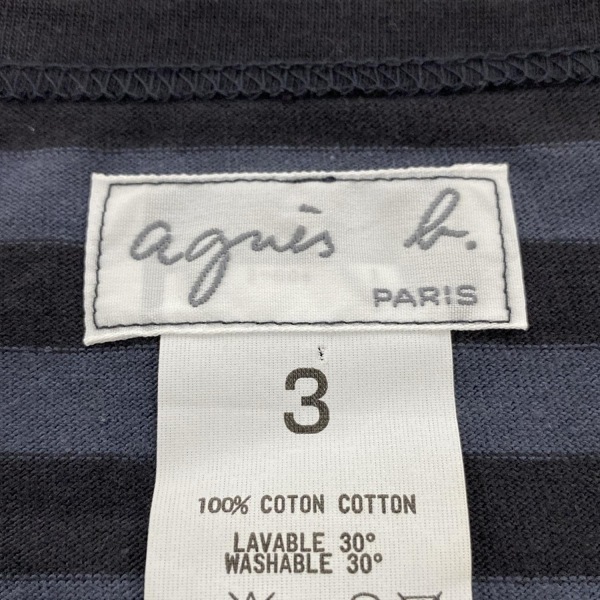 agnès b.
PARIS
3
100% COTON COTTON
LAVABLE 30°
WASHABLE 30°